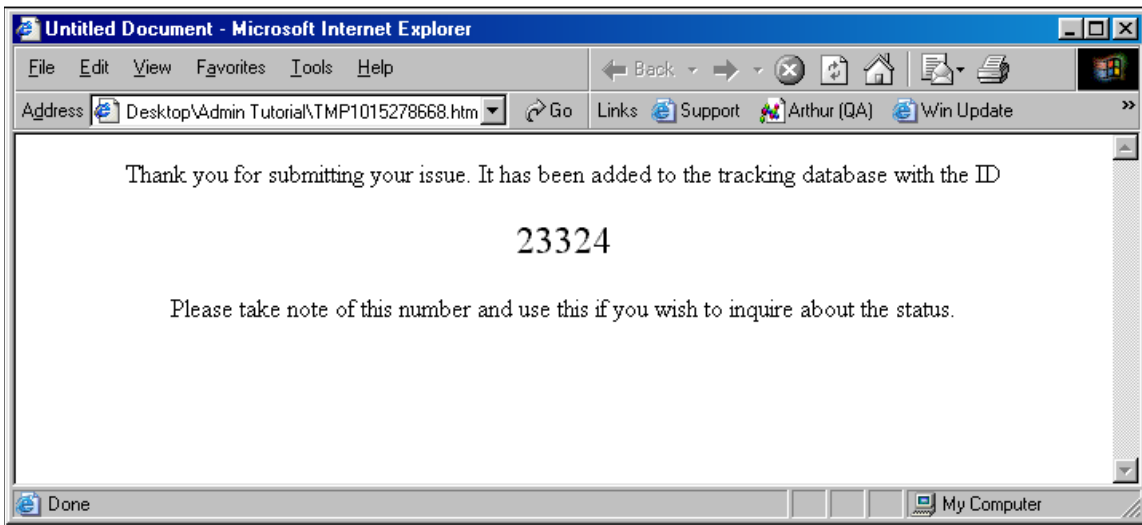 Untitled Document - Microsoft Internet Explorer
File Edit View Favorites Tools Help Back
Address Desktop\Admin Tutorial\TMP1015278668.htm Go Links Support Arthur (QA) Win Update »
Thank you for submitting your issue. It has been added to the tracking database with the ID
23324
Please take note of this number and use this if you wish to inquire about the status.
Done My Computer